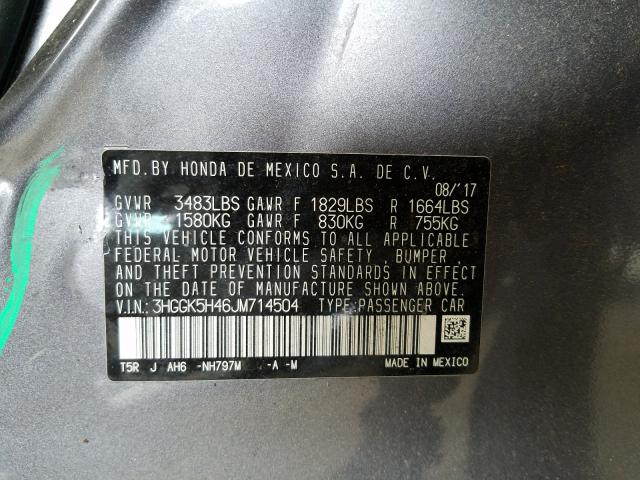 MFD. BY HONDA DE MEXICO S.A. DE C.V.
08/'17
GVWR 3483LBS GAWR F 1829LBS R 1664LBS
GVWR 1580KG GAWR F 830KG R 755KG
THIS VEHICLE CONFORMS TO ALL APPLICABLE
FEDERAL MOTOR VEHICLE SAFETY, BUMPER,
AND THEFT PREVENTION STANDARDS IN EFFECT
ON THE DATE OF MANUFACTURE SHOWN ABOVE.
V.I.N.: 3HGGK5H46JM714504 TYPE: PASSENGER CAR
T5R J AH6 -NH797M -A -M MADE IN MEXICO